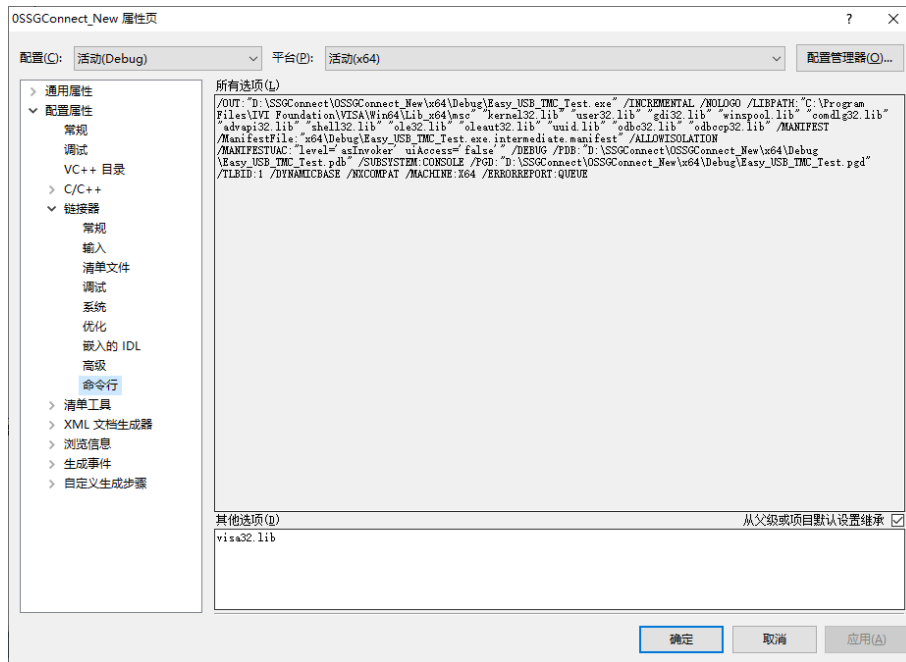 0SSGConnect_New 属性页
? ×
配置(C): 活动(Debug) 平台(P): 活动(x64) 配置管理器(O)...
通用属性
配置属性
常规
调试
VC++ 目录
C/C++
链接器
常规
输入
清单文件
调试
系统
优化
嵌入的 IDL
高级
命令行
清单工具
XML 文档生成器
浏览信息
生成事件
自定义生成步骤
所有选项(L)
/OUT:"D:\SSGConnect\0SSGConnect_New\x64\Debug\Easy_USB_TMC_Test.exe" /INCREMENTAL /NOLOGO /LIBPATH:"C:\Program
Files\IVI Foundation\VISA\Win64\Lib_x64\msc" "kernel32.lib" "user32.lib" "gdi32.lib" "winspool.lib" "comdlg32.lib"
"advapi32.lib" "shell32.lib" "ole32.lib" "oleaut32.lib" "uuid.lib" "odbc32.lib" "odbccp32.lib" /MANIFEST
/ManifestFile:"x64\Debug\Easy_USB_TMC_Test.exe.intermediate.manifest" /ALLOWISOLATION
/MANIFESTUAC:"level='asInvoker' uiAccess='false'" /DEBUG /PDB:"D:\SSGConnect\0SSGConnect_New\x64\Debug
\Easy_USB_TMC_Test.pdb" /SUBSYSTEM:CONSOLE /PGD:"D:\SSGConnect\0SSGConnect_New\x64\Debug\Easy_USB_TMC_Test.pgd"
/TLBID:1 /DYNAMICBASE /NXCOMPAT /MACHINE:X64 /ERRORREPORT:QUEUE
其他选项(D) 从父级或项目默认设置继承
visa32.lib
确定 取消 应用(A)